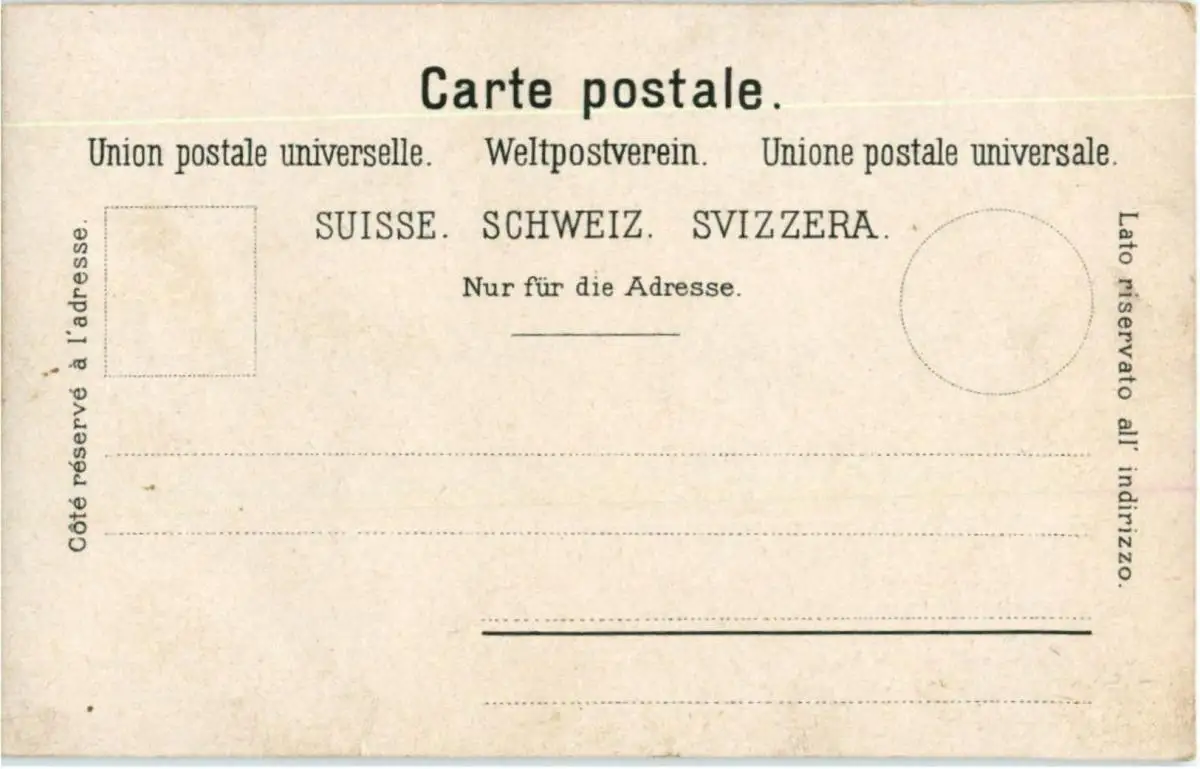 Carte postale.
Union postale universelle. Weltpostverein. Unione postale universale.
SUISSE. SCHWEIZ. SVIZZERA.
Nur für die Adresse.
Côté réservé à l'adresse.
Lato riservato all' indirizzo.